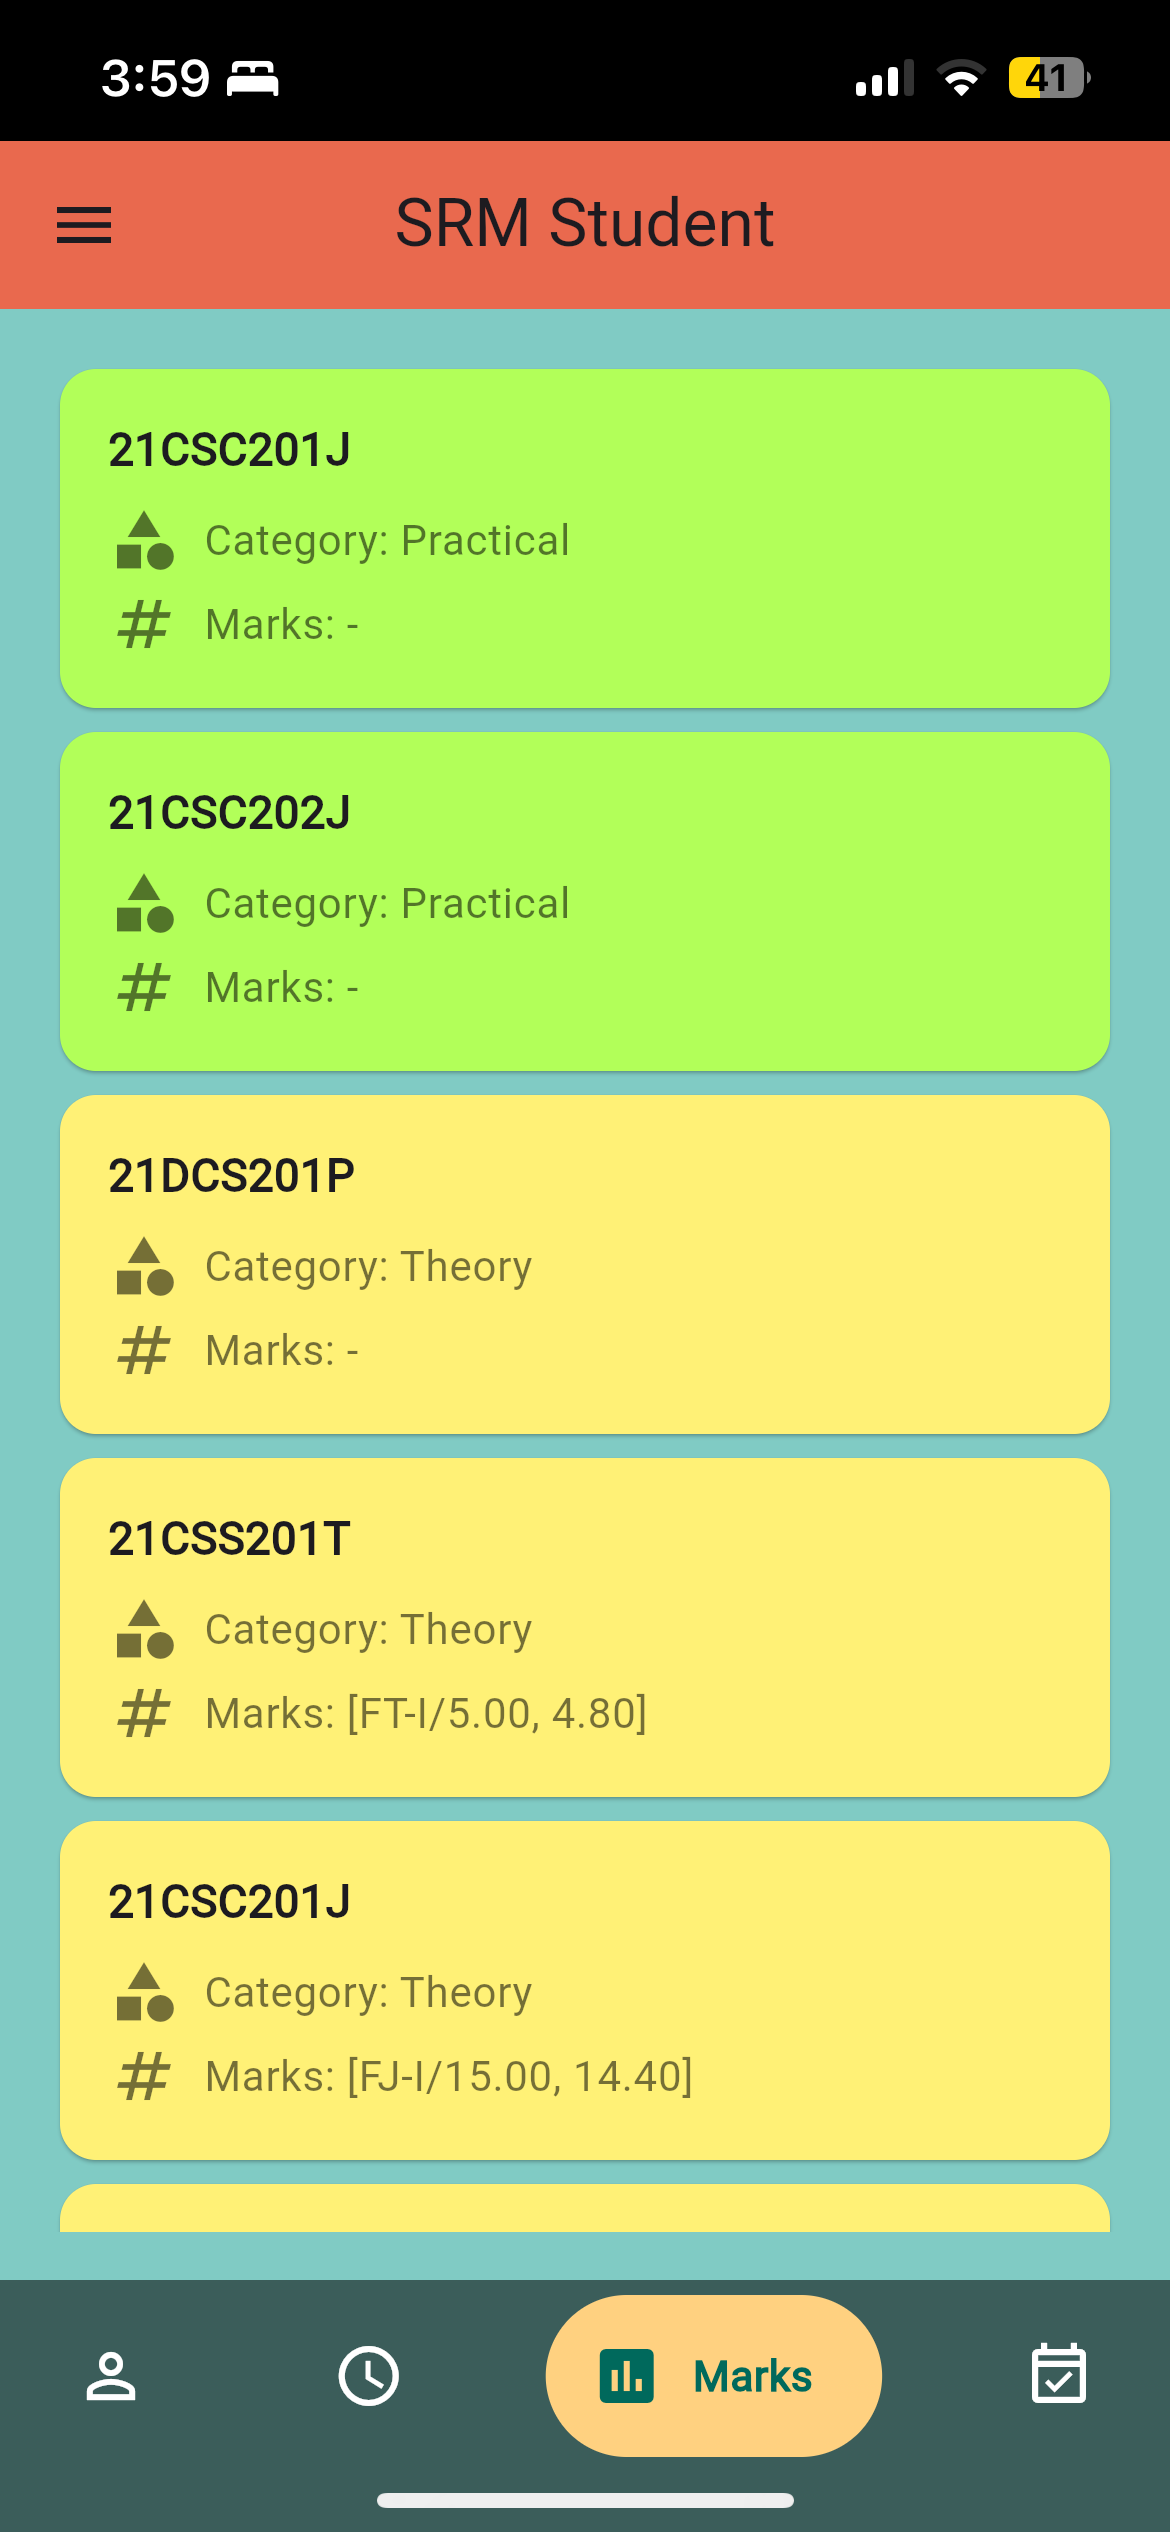 3:59
41
SRM Student
21CSC201J
Category: Practical
Marks: -
21CSC202J
Category: Practical
Marks: -
21DCS201P
Category: Theory
Marks: -
21CSS201T
Category: Theory
Marks: [FT-I/5.00, 4.80]
21CSC201J
Category: Theory
Marks: [FJ-I/15.00, 14.40]
Marks